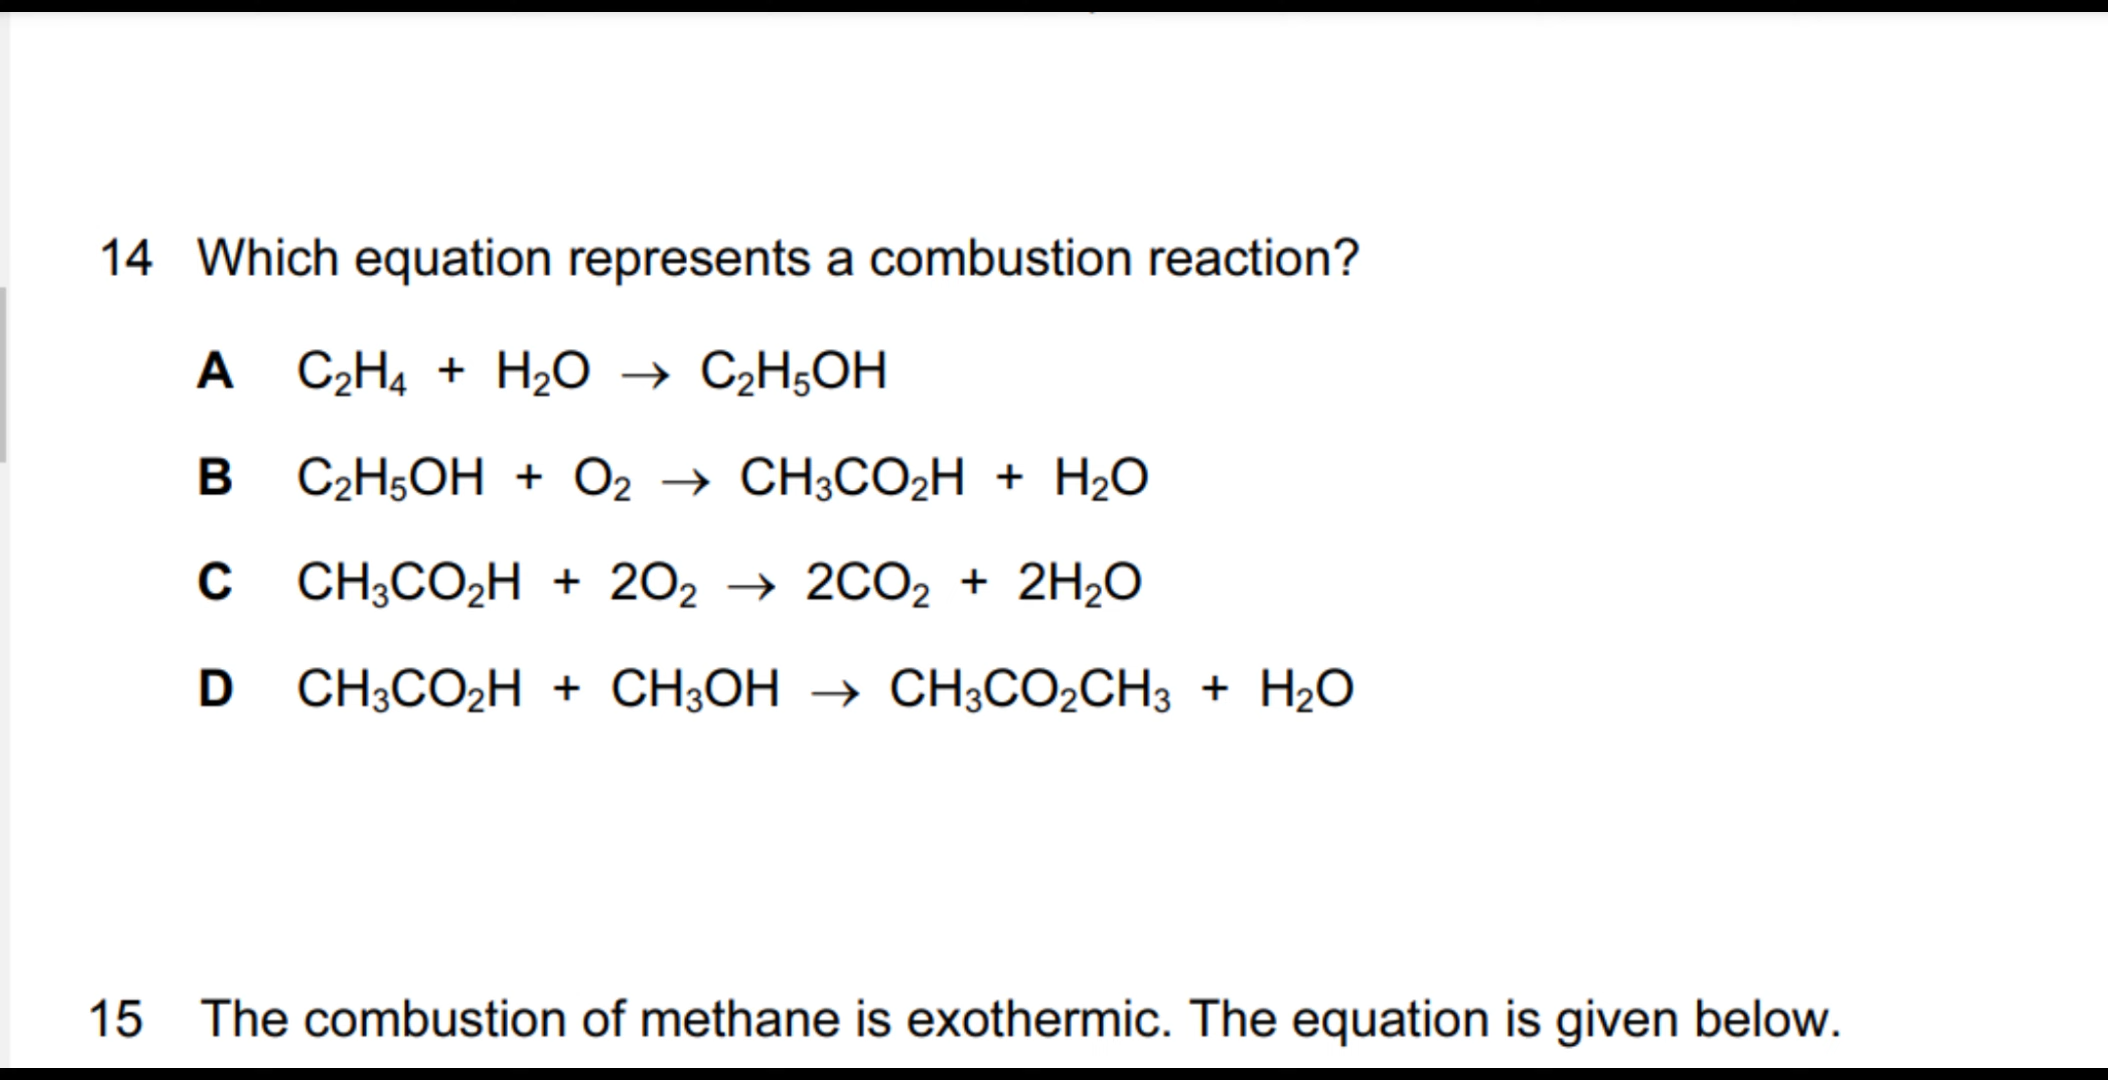 14 Which equation represents a combustion reaction?
A C₂H₄ + H₂O → C₂H₅OH
B C₂H₅OH + O₂ → CH₃CO₂H + H₂O
C CH₃CO₂H + 2O₂ → 2CO₂ + 2H₂O
D CH₃CO₂H + CH₃OH → CH₃CO₂CH₃ + H₂O
15 The combustion of methane is exothermic. The equation is given below.